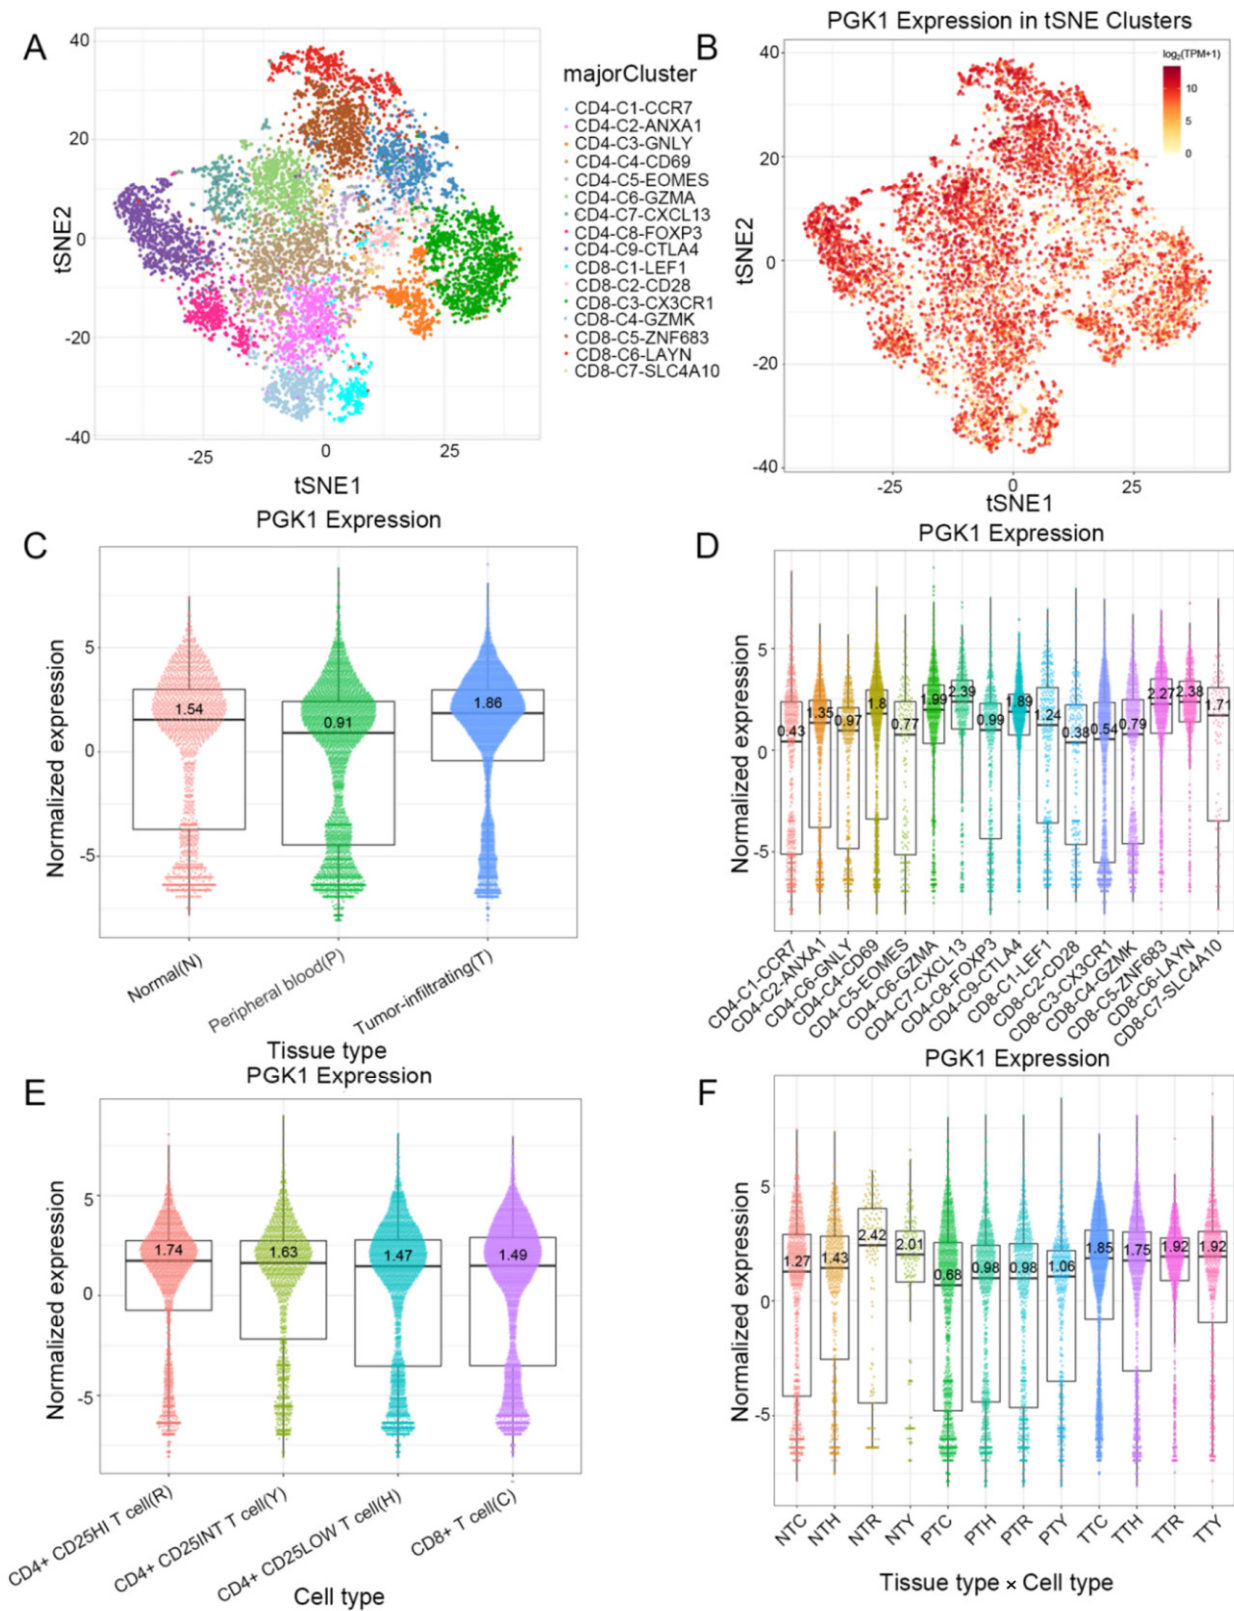 A
40
20
0
-20
-40
tSNE2
-25
0
25
tSNE1
majorCluster
CD4-C1-CCR7
CD4-C2-ANXA1
CD4-C3-GNLY
CD4-C4-CD69
CD4-C5-EOMES
CD4-C6-GZMA
CD4-C7-CXCL13
CD4-C8-FOXP3
CD4-C9-CTLA4
CD8-C1-LEF1
CD8-C2-CD28
CD8-C3-CX3CR1
CD8-C4-GZMK
CD8-C5-ZNF683
CD8-C6-LAYN
CD8-C7-SLC4A10
B
PGK1 Expression in tSNE Clusters
log₂(TPM+1)
10
5
0
40
20
0
-20
-40
tSNE2
-25
0
25
tSNE1
C
PGK1 Expression
Normalized expression
5
0
-5
1.54
0.91
1.86
Normal(N)
Peripheral blood(P)
Tumor-infiltrating(T)
Tissue type
D
PGK1 Expression
Normalized expression
5
0
-5
0.43
1.35
0.97
1.8
0.77
1.99
2.39
0.99
1.89
1.24
0.38
0.54
0.79
2.27
2.38
1.71
CD4-C1-CCR7
CD4-C2-ANXA1
CD4-C6-GNLY
CD4-C4-CD69
CD4-C5-EOMES
CD4-C6-GZMA
CD4-C7-CXCL13
CD4-C8-FOXP3
CD4-C9-CTLA4
CD8-C1-LEF1
CD8-C2-CD28
CD8-C3-CX3CR1
CD8-C4-GZMK
CD8-C5-ZNF683
CD8-C6-LAYN
CD8-C7-SLC4A10
E
PGK1 Expression
Normalized expression
5
0
-5
1.74
1.63
1.47
1.49
CD4+ CD25HI T cell(R)
CD4+ CD25INT T cell(Y)
CD4+ CD25LOW T cell(H)
CD8+ T cell(C)
Cell type
F
PGK1 Expression
Normalized expression
5
0
-5
1.27
1.43
2.42
2.01
0.68
0.98
0.98
1.06
1.85
1.75
1.92
1.92
NTC
NTH
NTR
NTY
PTC
PTH
PTR
PTY
TTC
TTH
TTR
TTY
Tissue type × Cell type